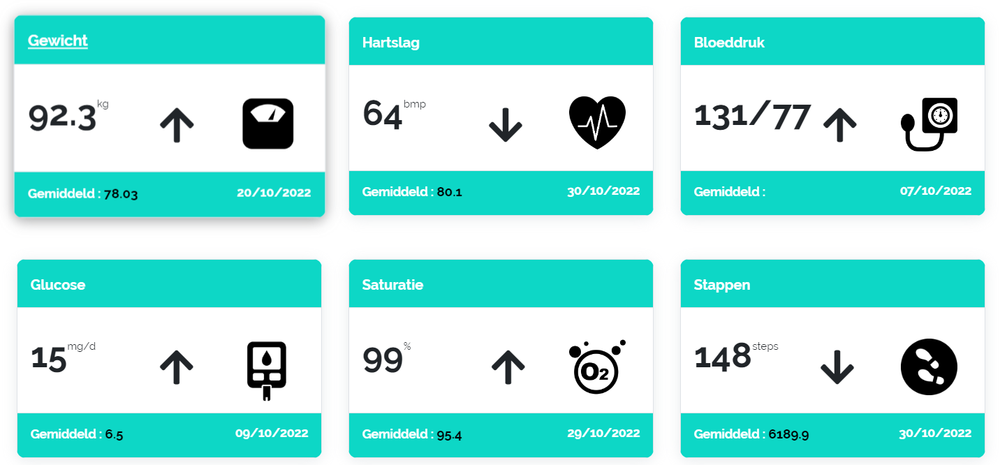 Gewicht
92.3 kg
Gemiddeld : 78.03 20/10/2022
Hartslag
64 bmp
Gemiddeld : 80.1 30/10/2022
Bloeddruk
131/77
Gemiddeld : 07/10/2022
Glucose
15 mg/d
Gemiddeld : 6.5 09/10/2022
Saturatie
99 %
O2
Gemiddeld : 95.4 29/10/2022
Stappen
148 steps
Gemiddeld : 6189.9 30/10/2022